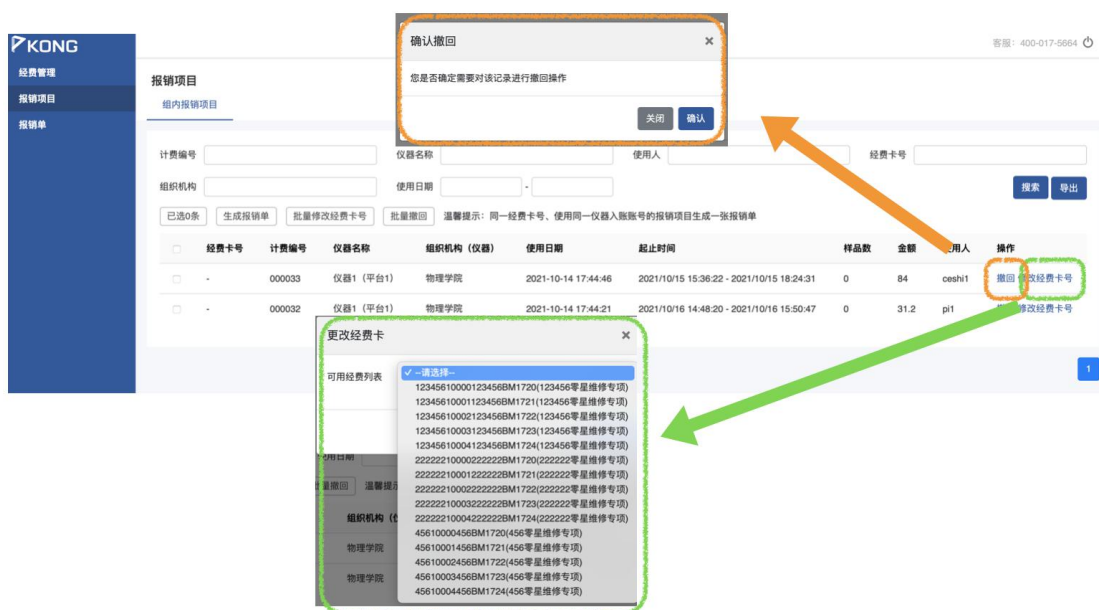 确认撤回 ×
您是否确定需要对该记录进行撤回操作
关闭 确认
PKONG
客服：400-017-5664
经费管理
报销项目
报销单
报销项目
组内报销项目
计费编号 仪器名称 使用人 经费卡号
组织机构 使用日期 - 搜索 导出
已选0条 生成报销单 批量修改经费卡号 批量撤回 温馨提示：同一经费卡号、使用同一仪器入账账号的报销项目生成一张报销单
经费卡号 计费编号 仪器名称 组织机构（仪器） 使用日期 起止时间 样品数 金额 使用人 操作
- 000033 仪器1（平台1） 物理学院 2021-10-14 17:44:46 2021/10/15 15:36:22 - 2021/10/15 18:24:31 0 84 ceshi1 撤回 修改经费卡号
- 000032 仪器1（平台1） 物理学院 2021-10-14 17:44:21 2021/10/16 14:48:20 - 2021/10/16 15:50:47 0 31.2 pi1 修改经费卡号
1
更改经费卡 ×
可用经费列表
--请选择--
12345610000123456BM1720(123456零星维修专项)
12345610001123456BM1721(123456零星维修专项)
12345610002123456BM1722(123456零星维修专项)
12345610003123456BM1723(123456零星维修专项)
12345610004123456BM1724(123456零星维修专项)
22222210000222222BM1720(222222零星维修专项)
22222210001222222BM1721(222222零星维修专项)
22222210002222222BM1722(222222零星维修专项)
22222210003222222BM1723(222222零星维修专项)
22222210004222222BM1724(222222零星维修专项)
45610000456BM1720(456零星维修专项)
45610001456BM1721(456零星维修专项)
45610002456BM1722(456零星维修专项)
45610003456BM1723(456零星维修专项)
45610004456BM1724(456零星维修专项)
使用日期
量撤回 温馨提示
组织机构
物理学院
物理学院